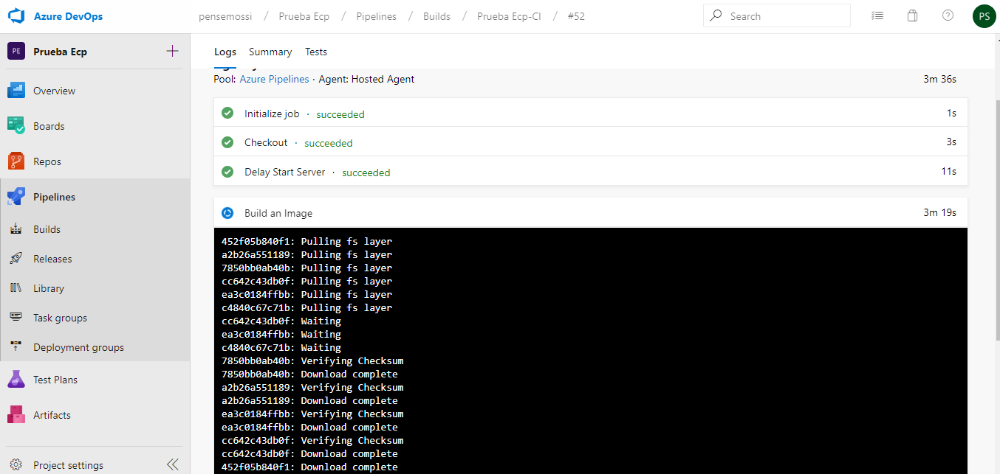 Azure DevOps
pensemossi / Prueba Ecp / Pipelines / Builds / Prueba Ecp-CI / #52
Search
PS
PE Prueba Ecp
Overview
Boards
Repos
Pipelines
Builds
Releases
Library
Task groups
Deployment groups
Test Plans
Artifacts
Project settings
Logs Summary Tests
Pool: Azure Pipelines · Agent: Hosted Agent 3m 36s
Initialize job · succeeded 1s
Checkout · succeeded 3s
Delay Start Server · succeeded 11s
Build an Image 3m 19s
452f05b840f1: Pulling fs layer
a2b26a551189: Pulling fs layer
7850bb0ab40b: Pulling fs layer
cc642c43db0f: Pulling fs layer
ea3c0184ffbb: Pulling fs layer
c4840c67c71b: Pulling fs layer
cc642c43db0f: Waiting
ea3c0184ffbb: Waiting
c4840c67c71b: Waiting
7850bb0ab40b: Verifying Checksum
7850bb0ab40b: Download complete
a2b26a551189: Verifying Checksum
a2b26a551189: Download complete
ea3c0184ffbb: Verifying Checksum
ea3c0184ffbb: Download complete
cc642c43db0f: Verifying Checksum
cc642c43db0f: Download complete
452f05b840f1: Download complete